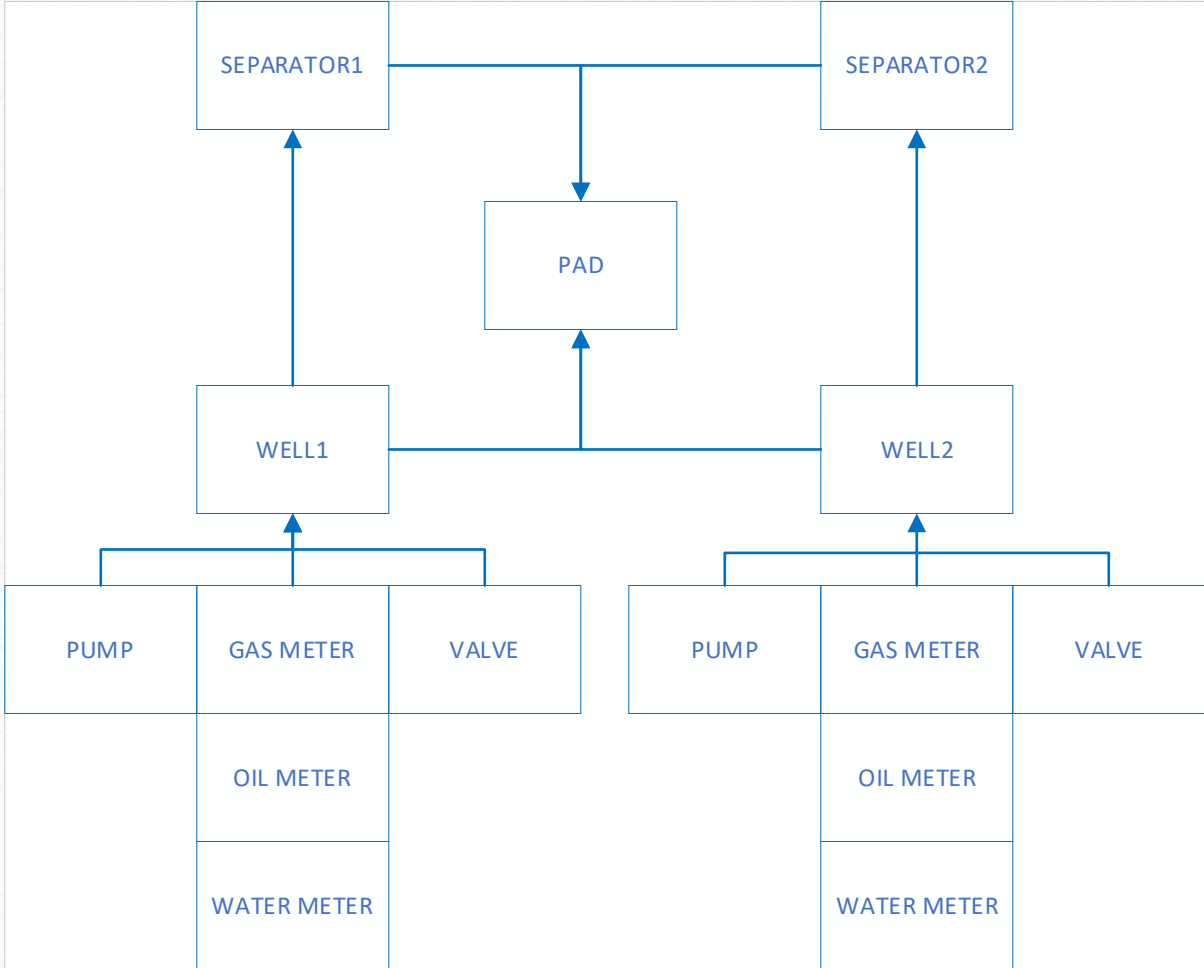 SEPARATOR1
SEPARATOR2
PAD
WELL1
WELL2
PUMP
GAS METER
VALVE
PUMP
GAS METER
VALVE
OIL METER
OIL METER
WATER METER
WATER METER